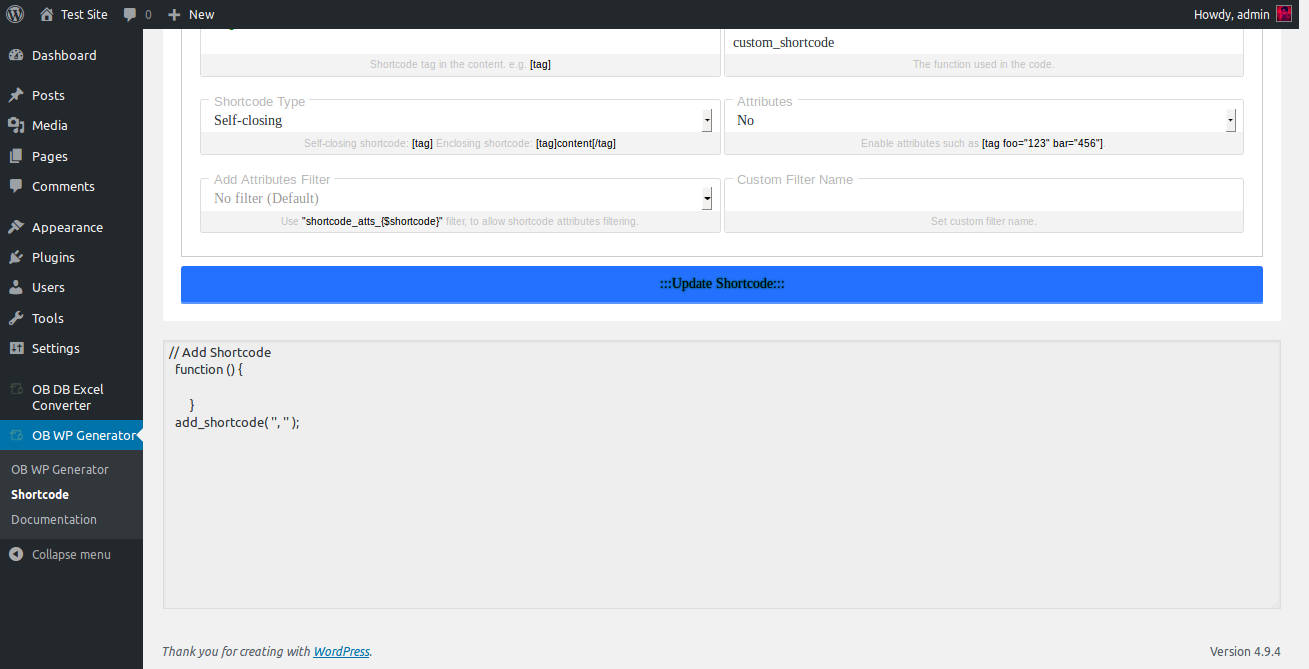 Test Site 0 New Howdy, admin
Dashboard
Posts
Media
Pages
Comments
Appearance
Plugins
Users
Tools
Settings
OB DB Excel
Converter
OB WP Generator
OB WP Generator
Shortcode
Documentation
Collapse menu
custom_shortcode
Shortcode tag in the content. e.g. [tag]
The function used in the code.
Shortcode Type
Self-closing
Self-closing shortcode: [tag] Enclosing shortcode: [tag]content[/tag]
Attributes
No
Enable attributes such as [tag foo="123" bar="456"]
Add Attributes Filter
No filter (Default)
Use "shortcode_atts_{$shortcode}" filter, to allow shortcode attributes filtering.
Custom Filter Name
Set custom filter name.
:::Update Shortcode:::
// Add Shortcode
function () {
}
add_shortcode( '', '' );
Thank you for creating with WordPress.
Version 4.9.4